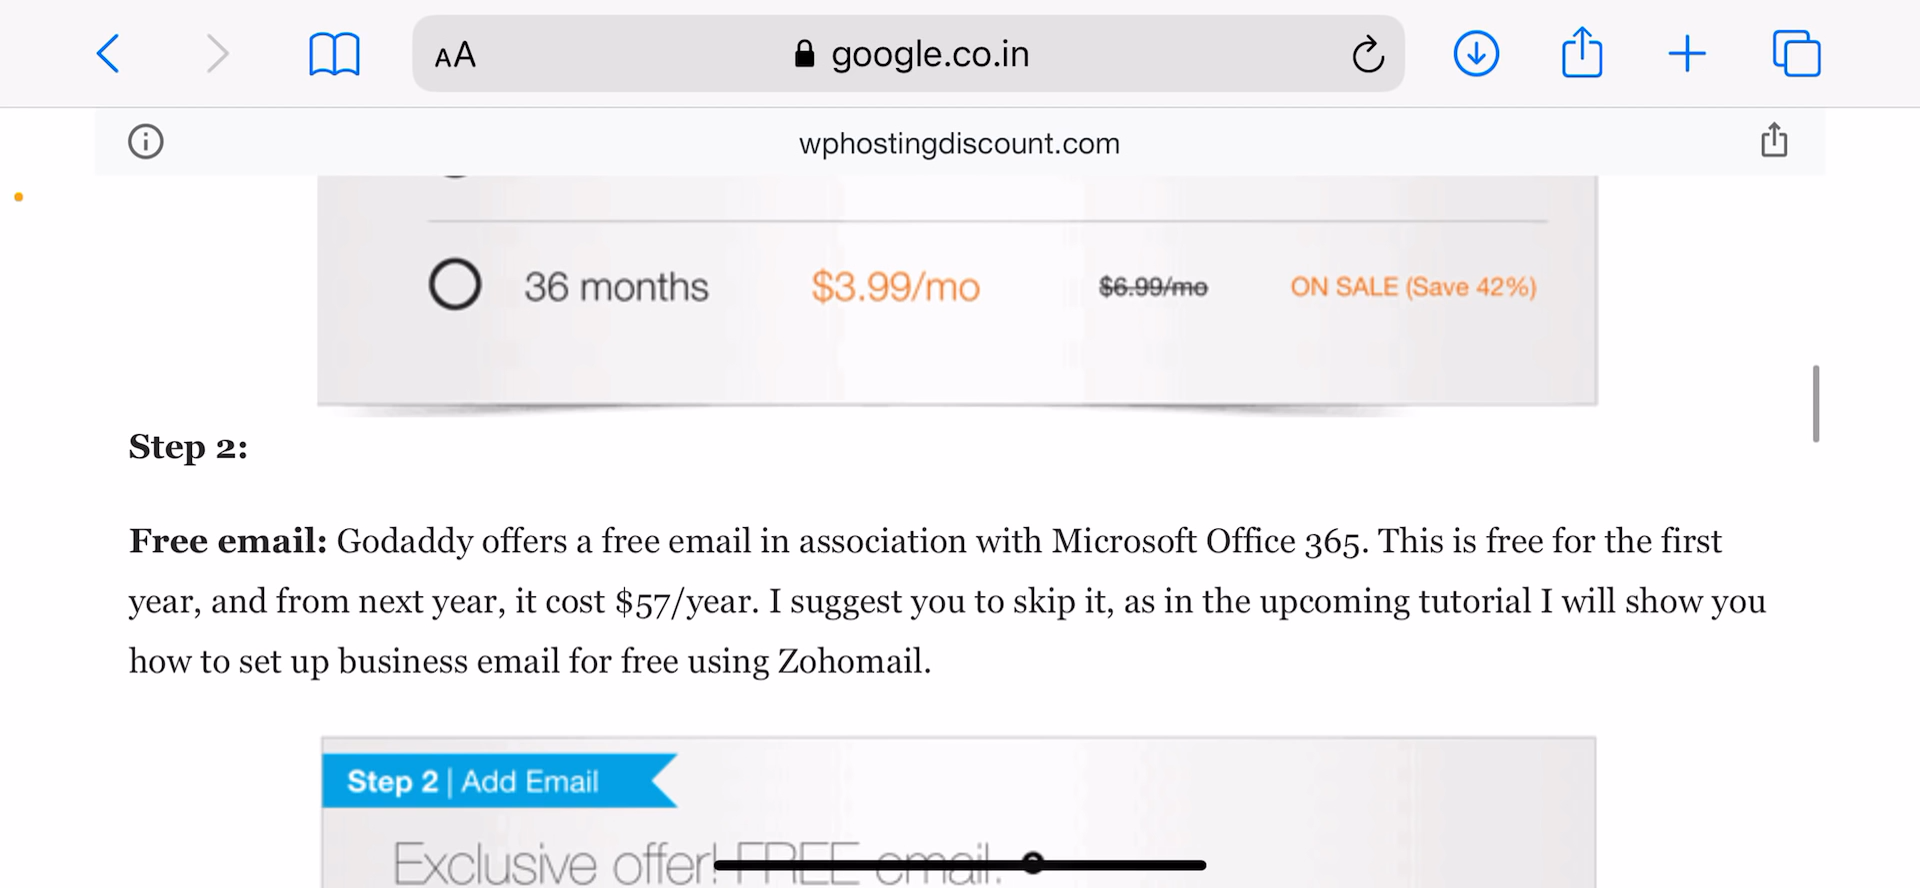 AA google.co.in
wphostingdiscount.com
36 months $3.99/mo $6.99/mo ON SALE (Save 42%)
Step 2:
Free email: Godaddy offers a free email in association with Microsoft Office 365. This is free for the first
year, and from next year, it cost $57/year. I suggest you to skip it, as in the upcoming tutorial I will show you
how to set up business email for free using Zohomail.
Step 2 | Add Email
Exclusive offer! FREE email.